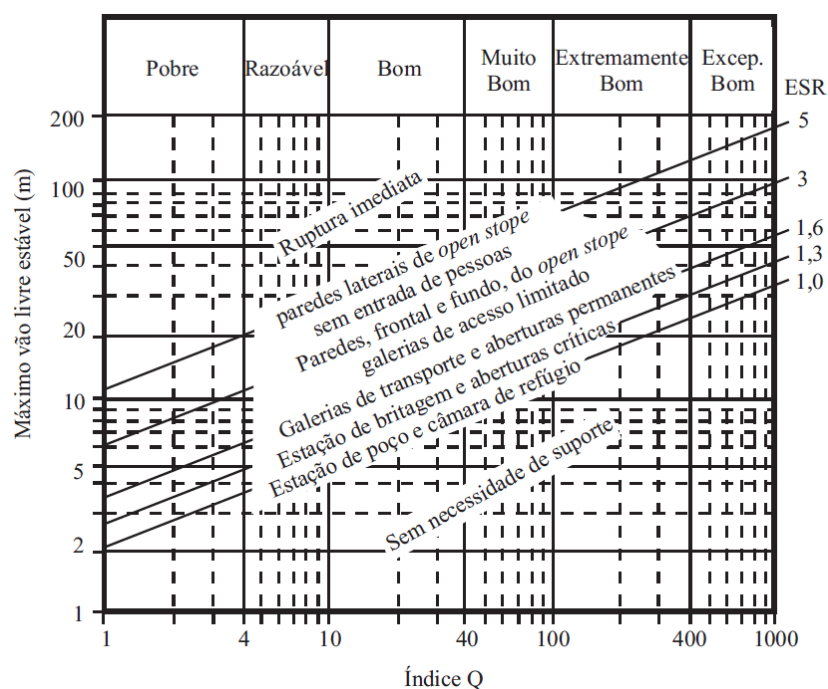 Pobre
Razoável
Bom
Muito
Bom
Extremamente
Bom
Excep.
Bom
ESR
200
100
50
20
10
5
2
1
Máximo vão livre estável (m)
5
3
1,6
1,3
1,0
Ruptura imediata
paredes laterais de open stope
sem entrada de pessoas
Paredes, frontal e fundo, do open stope
galerias de acesso limitado
Galerias de transporte e aberturas permanentes
Estação de britagem e aberturas críticas
Estação de poço e câmara de refúgio
Sem necessidade de suporte
1
4
10
40
100
400
1000
Índice Q